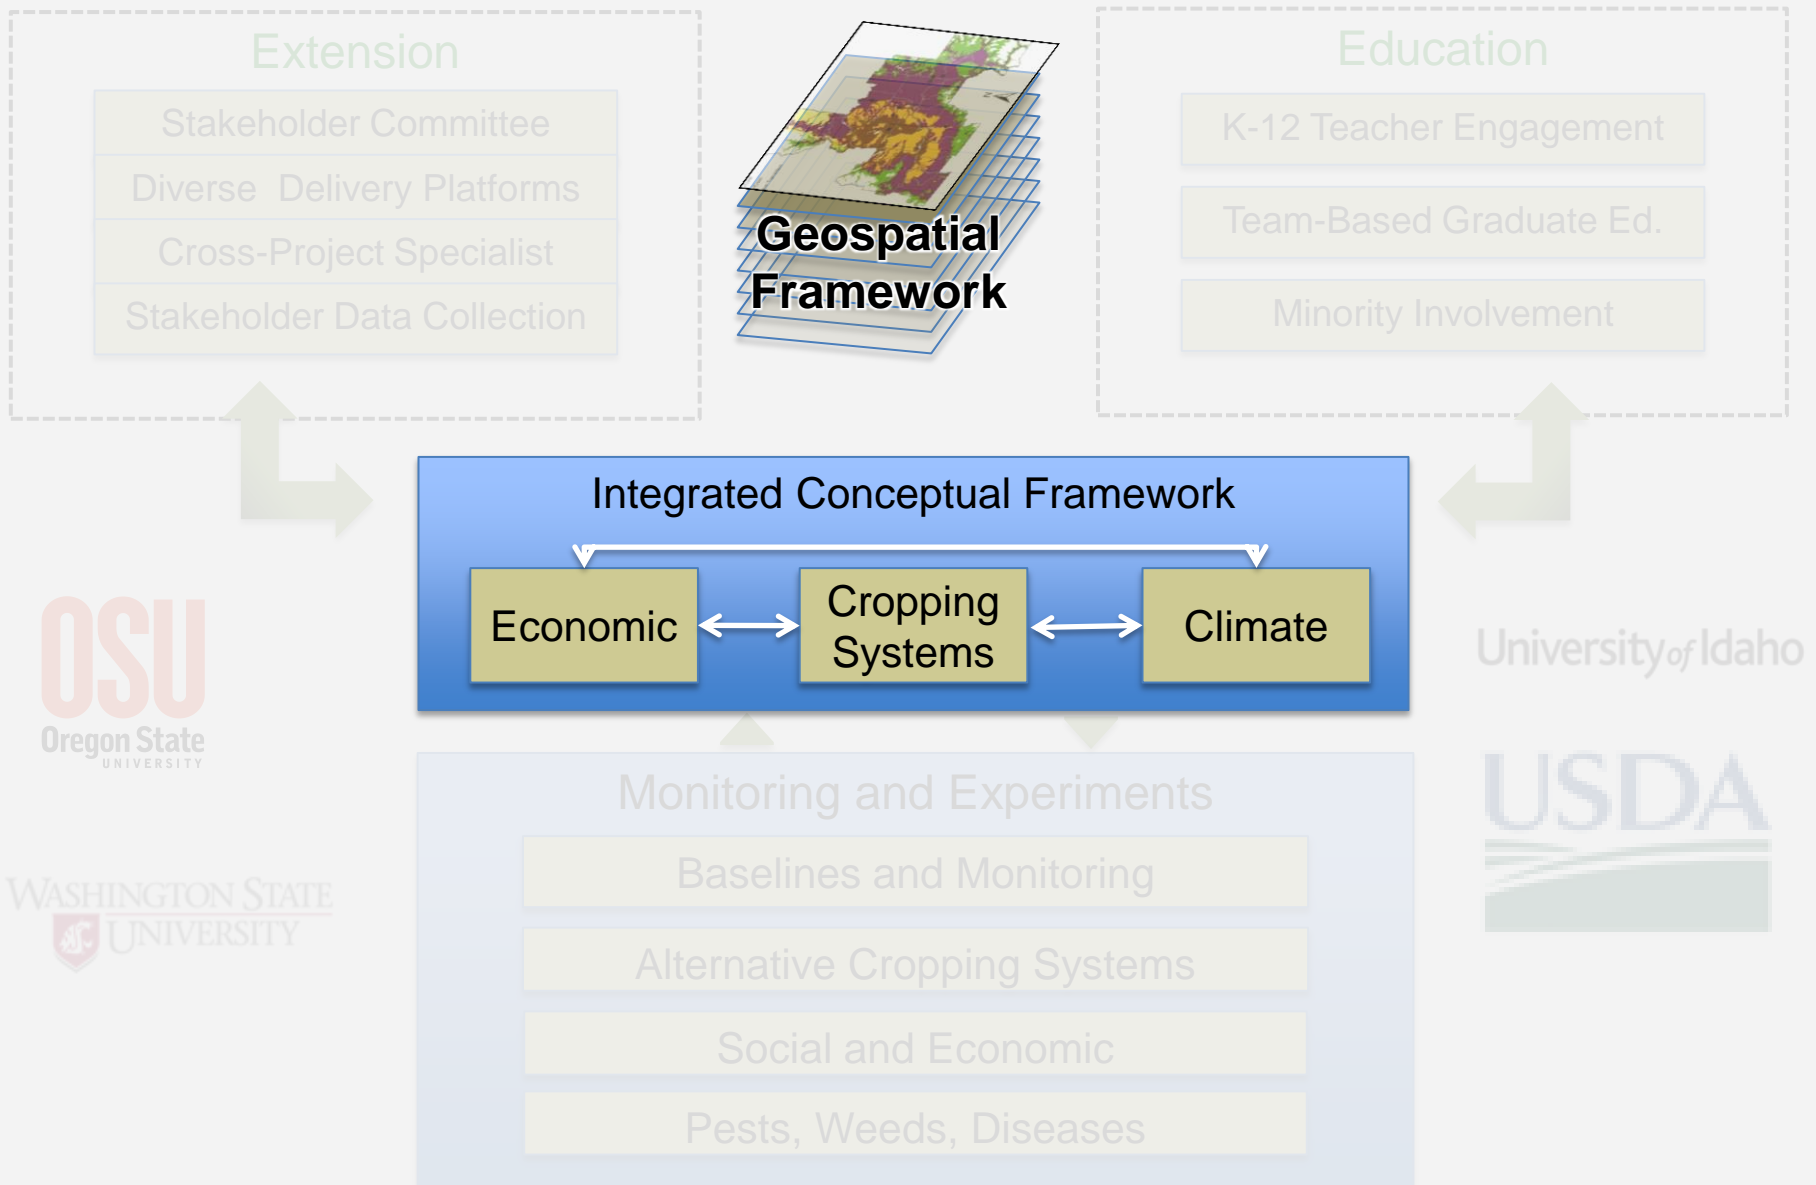 Extension
Stakeholder Committee
Diverse Delivery Platforms
Cross-Project Specialist
Stakeholder Data Collection
Geospatial
Framework
Education
K-12 Teacher Engagement
Team-Based Graduate Ed.
Minority Involvement
Integrated Conceptual Framework
Economic
Cropping
Systems
Climate
OSU
Oregon State
UNIVERSITY
University of Idaho
WASHINGTON STATE
UNIVERSITY
USDA
Monitoring and Experiments
Baselines and Monitoring
Alternative Cropping Systems
Social and Economic
Pests, Weeds, Diseases